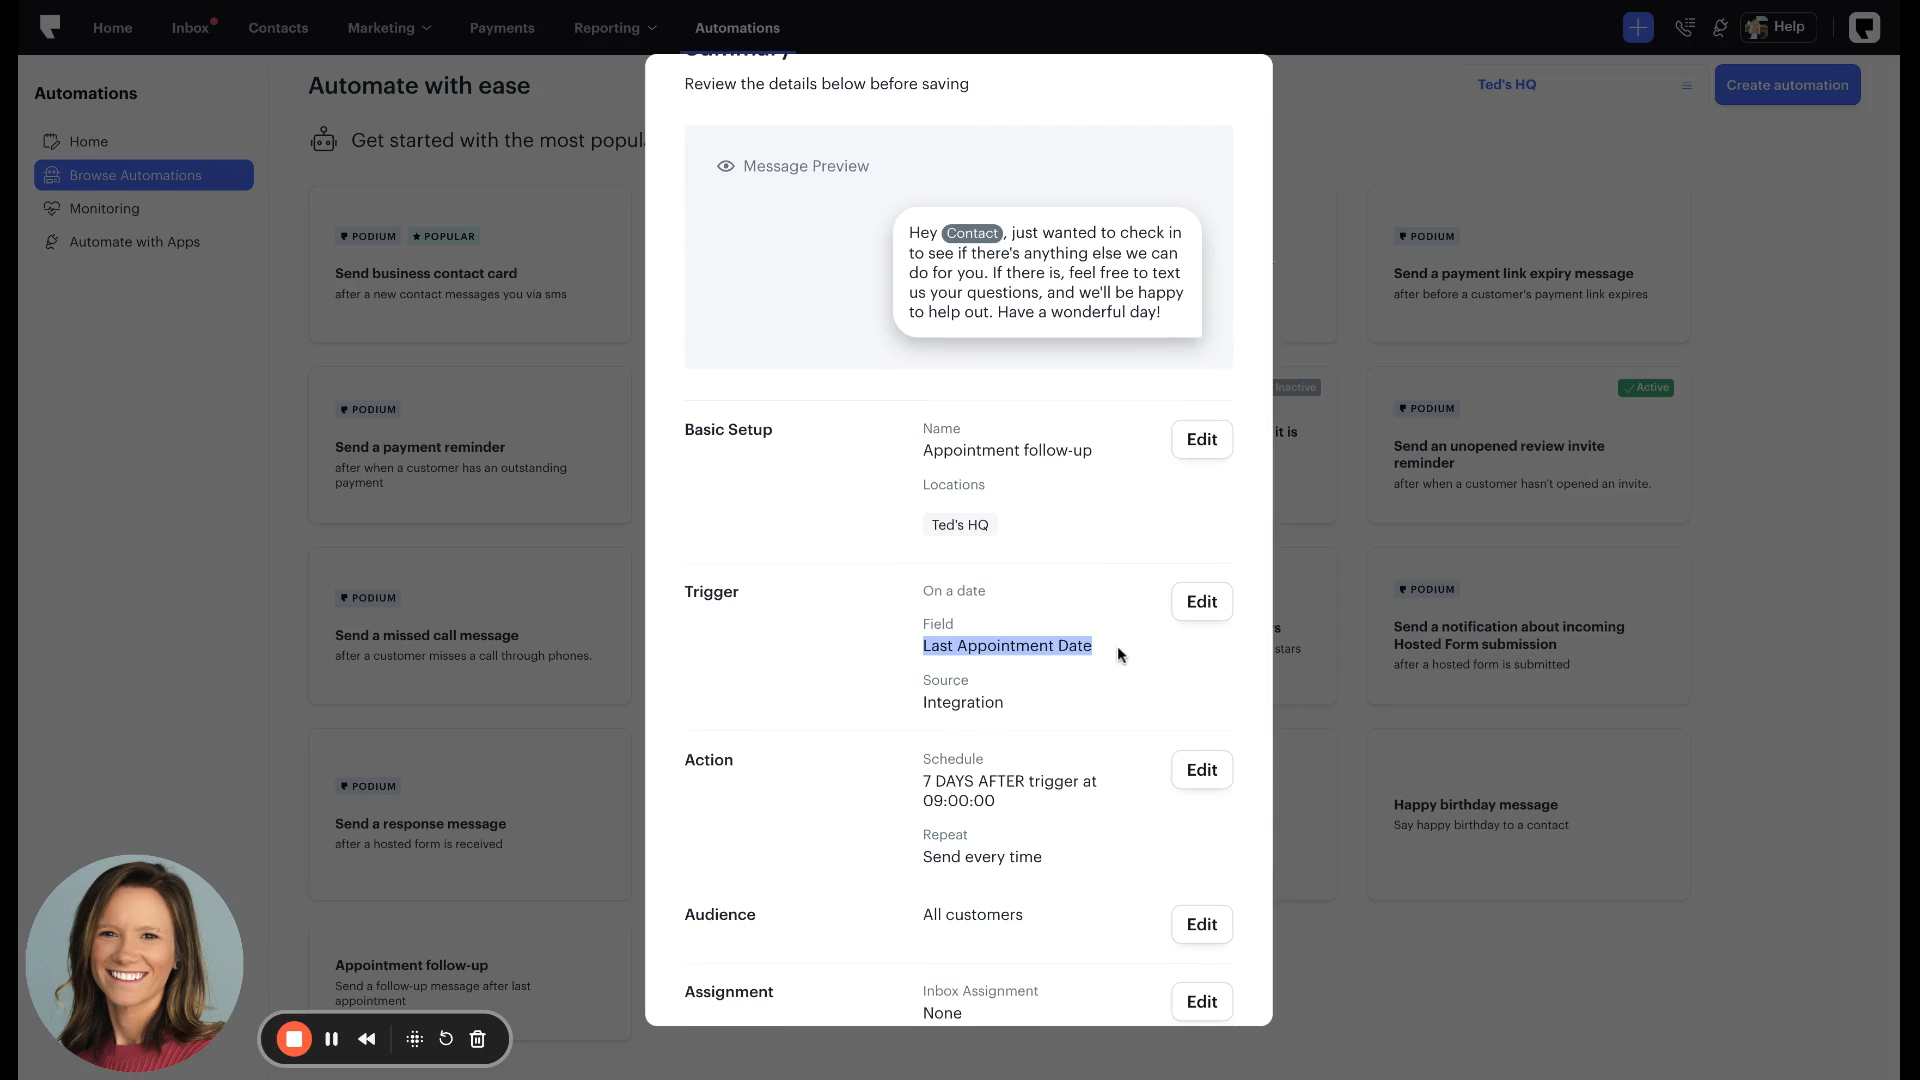 Home
Inbox
Contacts
Marketing
Payments
Reporting
Automations
Help
Automations
Home
Browse Automations
Monitoring
Automate with Apps
Automate with ease
Ted's HQ
Create automation
Get started with the most popul
PODIUM
POPULAR
Send business contact card
after a new contact messages you via sms
PODIUM
Send a payment reminder
after when a customer has an outstanding
payment
PODIUM
Send a missed call message
after a customer misses a call through phones.
PODIUM
Send a response message
after a hosted form is received
Appointment follow-up
Send a follow-up message after last
appointment
Summary
Review the details below before saving
Message Preview
Hey Contact, just wanted to check in
to see if there's anything else we can
do for you. If there is, feel free to text
us your questions, and we'll be happy
to help out. Have a wonderful day!
Basic Setup
Name
Appointment follow-up
Edit
Locations
Ted's HQ
Trigger
On a date
Edit
Field
Last Appointment Date
Source
Integration
Action
Schedule
7 DAYS AFTER trigger at
09:00:00
Edit
Repeat
Send every time
Audience
All customers
Edit
Assignment
Inbox Assignment
None
Edit
Inactive
it is
s
stars
PODIUM
Send a payment link expiry message
after before a customer's payment link expires
Active
PODIUM
Send an unopened review invite
reminder
after when a customer hasn't opened an invite.
PODIUM
Send a notification about incoming
Hosted Form submission
after a hosted form is submitted
Happy birthday message
Say happy birthday to a contact